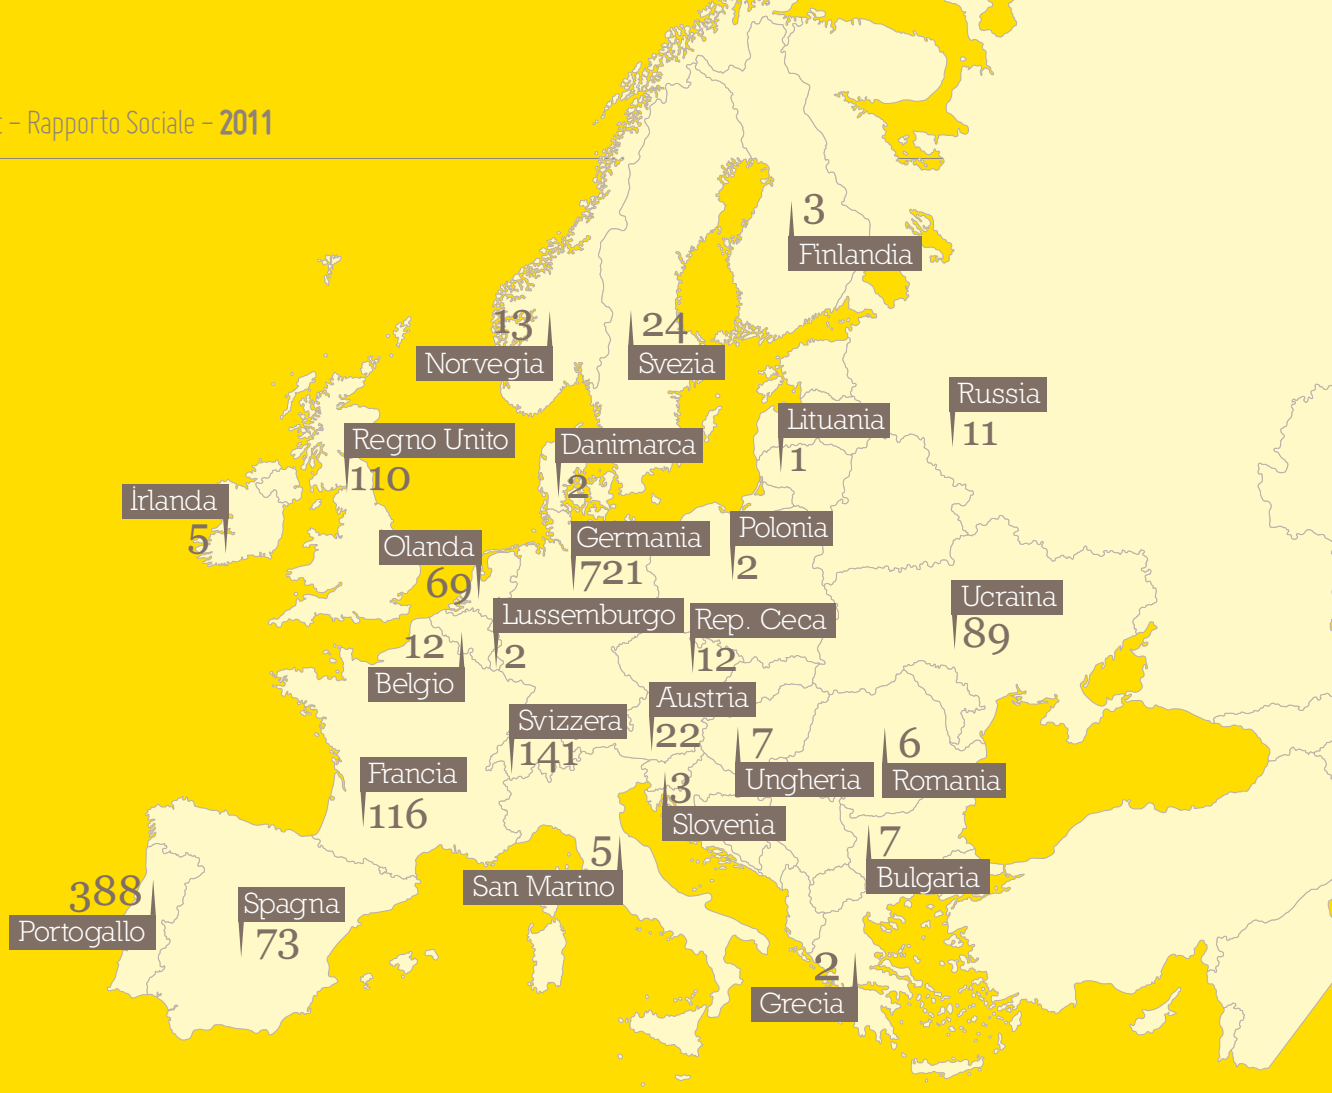 – Rapporto Sociale – 2011
3
Finlandia
13
Norvegia
24
Svezia
Russia
11
Lituania
1
Regno Unito
110
Danimarca
2
İrlanda
5
Olanda
69
Germania
721
Polonia
2
Ucraina
89
Lussemburgo
2
Rep. Ceca
12
12
Belgio
Austria
22
Svizzera
141
7
Ungheria
6
Romania
Francia
116
3
Slovenia
7
Bulgaria
5
San Marino
388
Portogallo
Spagna
73
2
Grecia